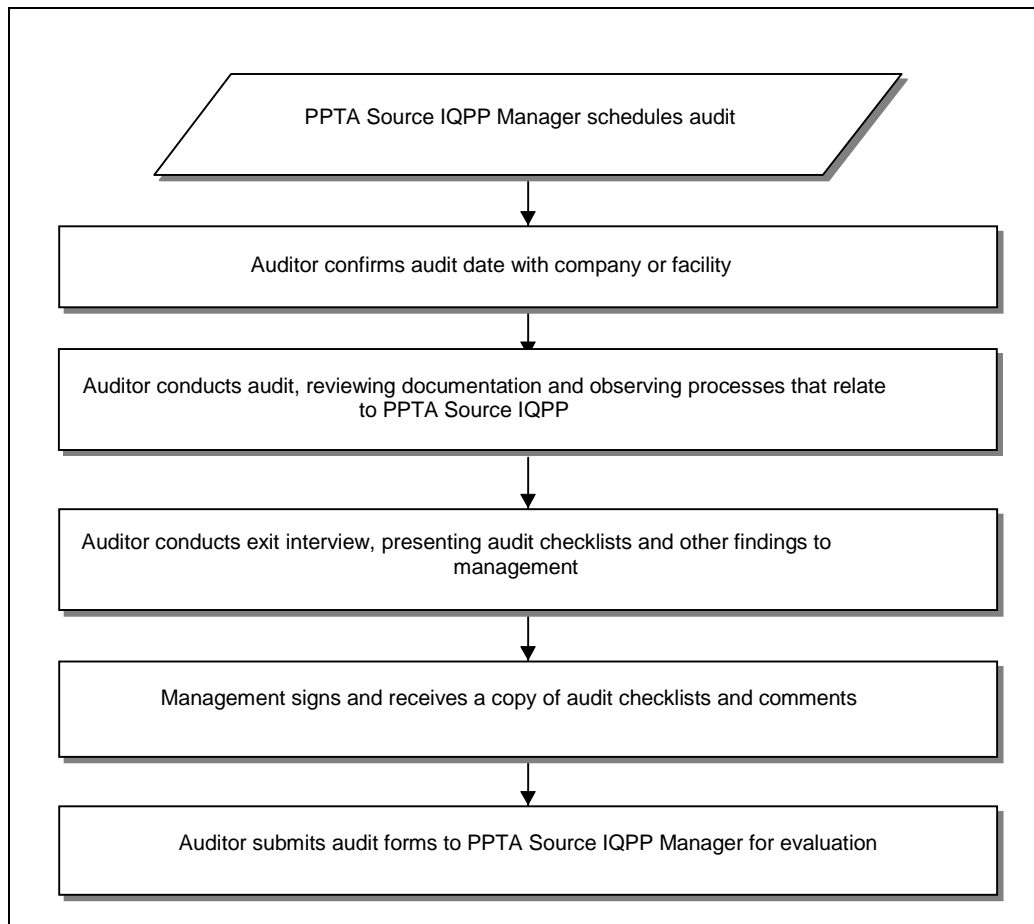 PPTA Source IQPP Manager schedules audit
Auditor confirms audit date with company or facility
Auditor conducts audit, reviewing documentation and observing processes that relate
to PPTA Source IQPP
Auditor conducts exit interview, presenting audit checklists and other findings to
management
Management signs and receives a copy of audit checklists and comments
Auditor submits audit forms to PPTA Source IQPP Manager for evaluation